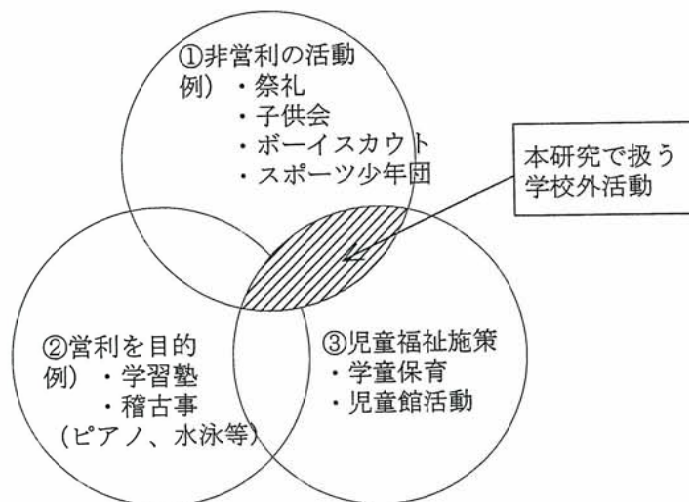 ①非営利の活動
例）・祭礼
・子供会
・ボーイスカウト
・スポーツ少年団
本研究で扱う
学校外活動
②営利を目的
例）・学習塾
・稽古事
（ピアノ、水泳等）
③児童福祉施策
・学童保育
・児童館活動